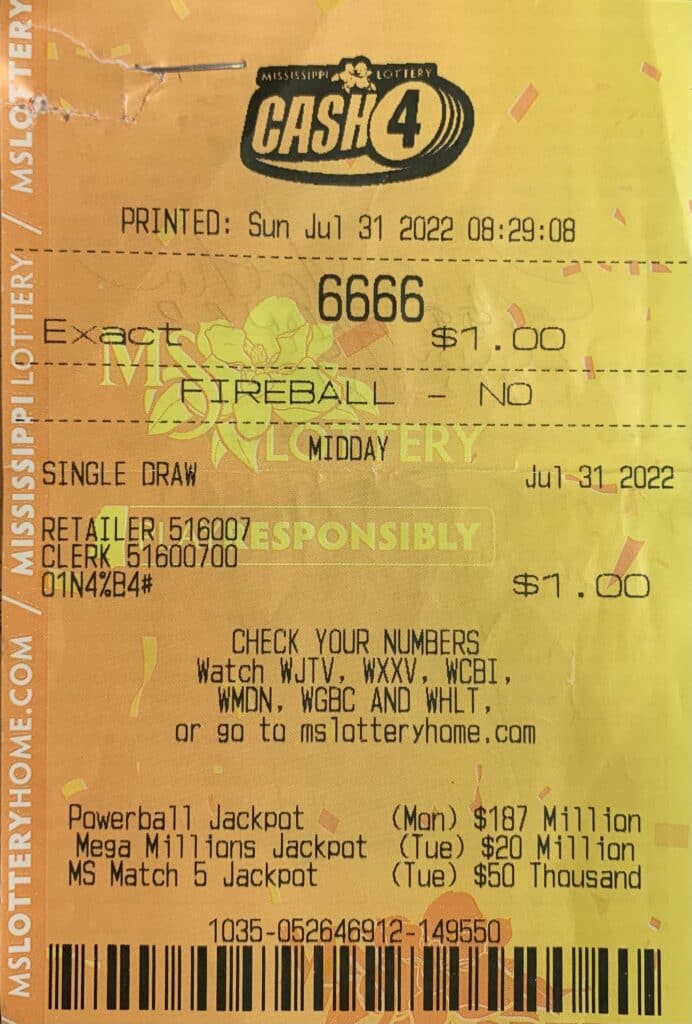 MISSISSIPPI LOTTERY
CASH 4
PRINTED: Sun Jul 31 2022 08:29:08
6666
Exact $1.00
FIREBALL - NO
MIDDAY
SINGLE DRAW Jul 31 2022
RETAILER 516007
CLERK 51600700
01N4%B4# $1.00
CHECK YOUR NUMBERS
Watch WJTV, WXXV, WCBI,
WMDN, WGBC AND WHLT,
or go to mslotteryhome.com
Powerball Jackpot (Mon) $187 Million
Mega Millions Jackpot (Tue) $20 Million
MS Match 5 Jackpot (Tue) $50 Thousand
1035-052646912-149550
MS
LOTTERY
RESPONSIBLY
MSLOTTERYHOME.COM / MISSISSIPPI LOTTERY / MSLOTTERY